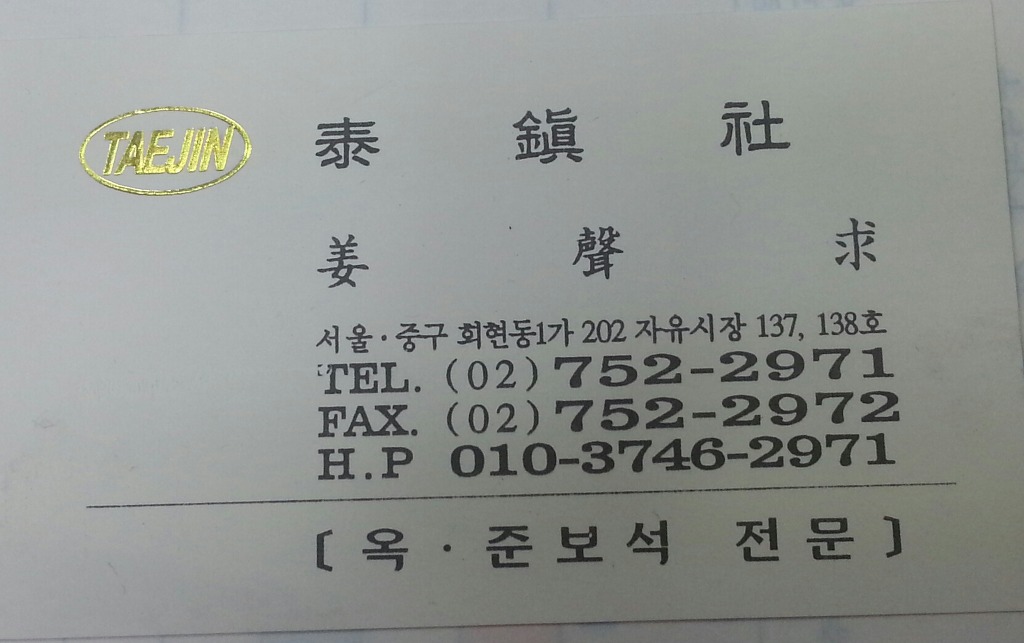 TAEJIN 泰鎭社
姜聲求
서울·중구 회현동1가 202 자유시장 137, 138호
TEL. (02) 752-2971
FAX. (02) 752-2972
H.P 010-3746-2971
[옥·준보석 전문]